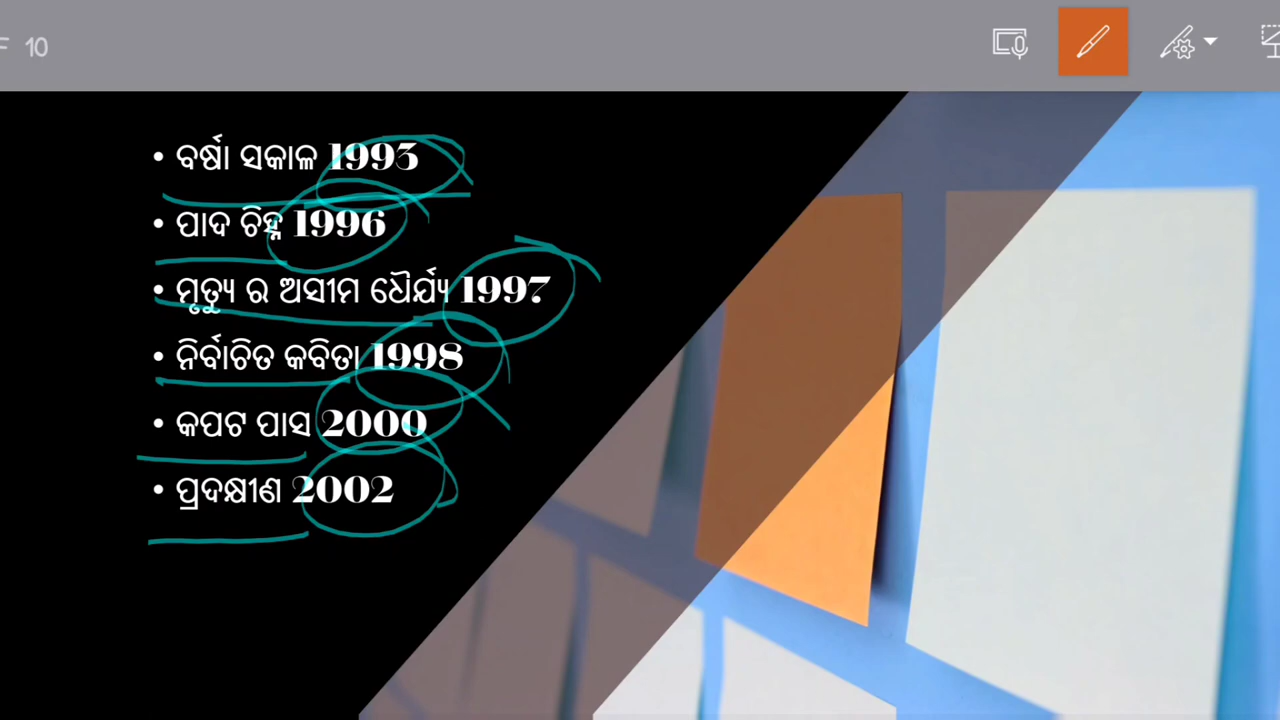 10
• ବର୍ଷା ସକାଳ 1993
• ପାଦ ଚିହ୍ନ 1996
• ମୃତ୍ୟୁ ର ଅସୀମ ଧୈର୍ଯ୍ୟ 1997
• ନିର୍ବାଚିତ କବିତା 1998
• କପଟ ପାସ 2000
• ପ୍ରଦକ୍ଷୀଣ 2002